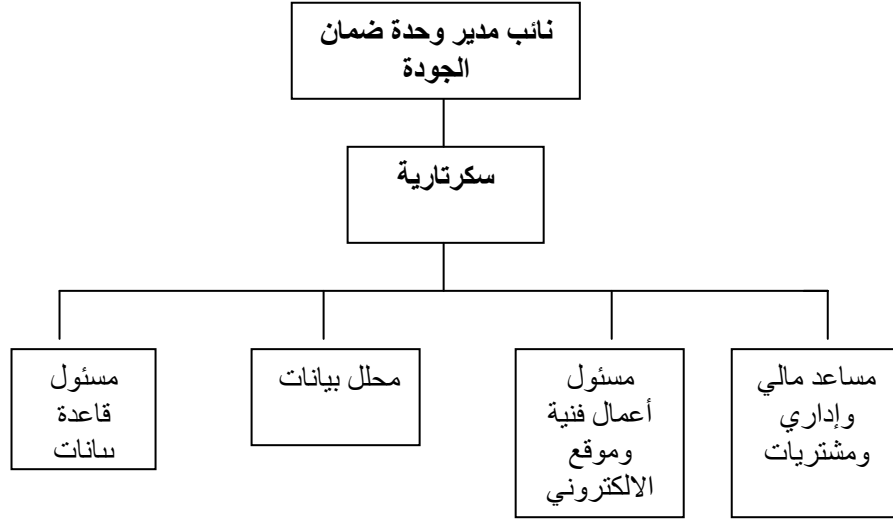 نائب مدير وحدة ضمان
الجودة
سكرتارية
مساعد مالي
وإداري
ومشتريات
مسئول
أعمال فنية
وموقع
الالكتروني
محلل بيانات
مسئول
قاعدة
بيانات